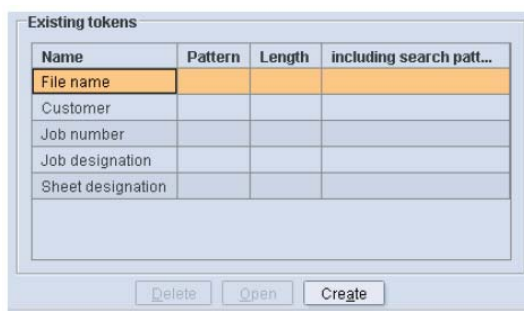 Existing tokens
Name Pattern Length including search patt...
File name
Customer
Job number
Job designation
Sheet designation
Delete Open Create